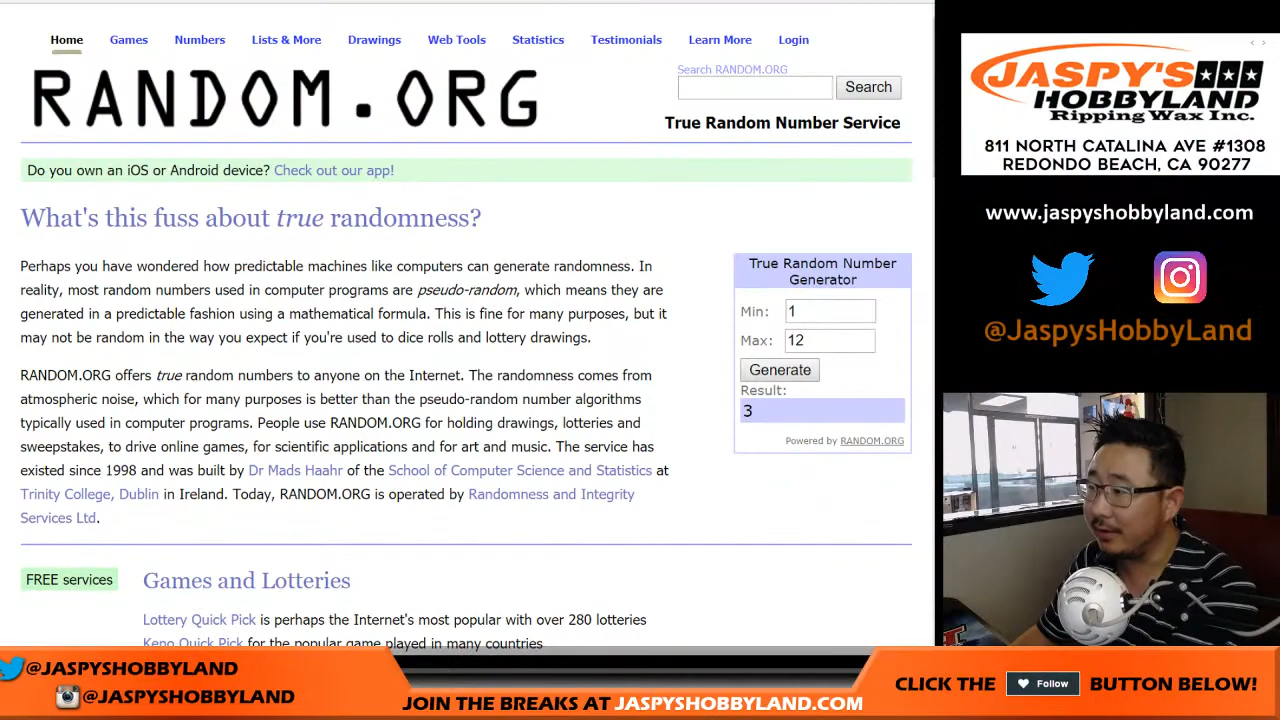 Home Games Numbers Lists & More Drawings Web Tools Statistics Testimonials Learn More Login
RANDOM.ORG
Search RANDOM.ORG
Search
True Random Number Service
Do you own an iOS or Android device? Check out our app!
What's this fuss about true randomness?
Perhaps you have wondered how predictable machines like computers can generate randomness. In
reality, most random numbers used in computer programs are pseudo-random, which means they are
generated in a predictable fashion using a mathematical formula. This is fine for many purposes, but it
may not be random in the way you expect if you're used to dice rolls and lottery drawings.
RANDOM.ORG offers true random numbers to anyone on the Internet. The randomness comes from
atmospheric noise, which for many purposes is better than the pseudo-random number algorithms
typically used in computer programs. People use RANDOM.ORG for holding drawings, lotteries and
sweepstakes, to drive online games, for scientific applications and for art and music. The service has
existed since 1998 and was built by Dr Mads Haahr of the School of Computer Science and Statistics at
Trinity College, Dublin in Ireland. Today, RANDOM.ORG is operated by Randomness and Integrity
Services Ltd.
True Random Number
Generator
Min: 1
Max: 12
Generate
Result:
3
Powered by RANDOM.ORG
FREE services
Games and Lotteries
Lottery Quick Pick is perhaps the Internet's most popular with over 280 lotteries
Keno Quick Pick for the popular game played in many countries
JASPY'S
HOBBYLAND
Ripping Wax Inc.
811 NORTH CATALINA AVE #1308
REDONDO BEACH, CA 90277
www.jaspyshobbyland.com
@JaspysHobbyLand
@JASPYSHOBBYLAND
@JASPYSHOBBYLAND
JOIN THE BREAKS AT JASPYSHOBBYLAND.COM
CLICK THE Follow BUTTON BELOW!